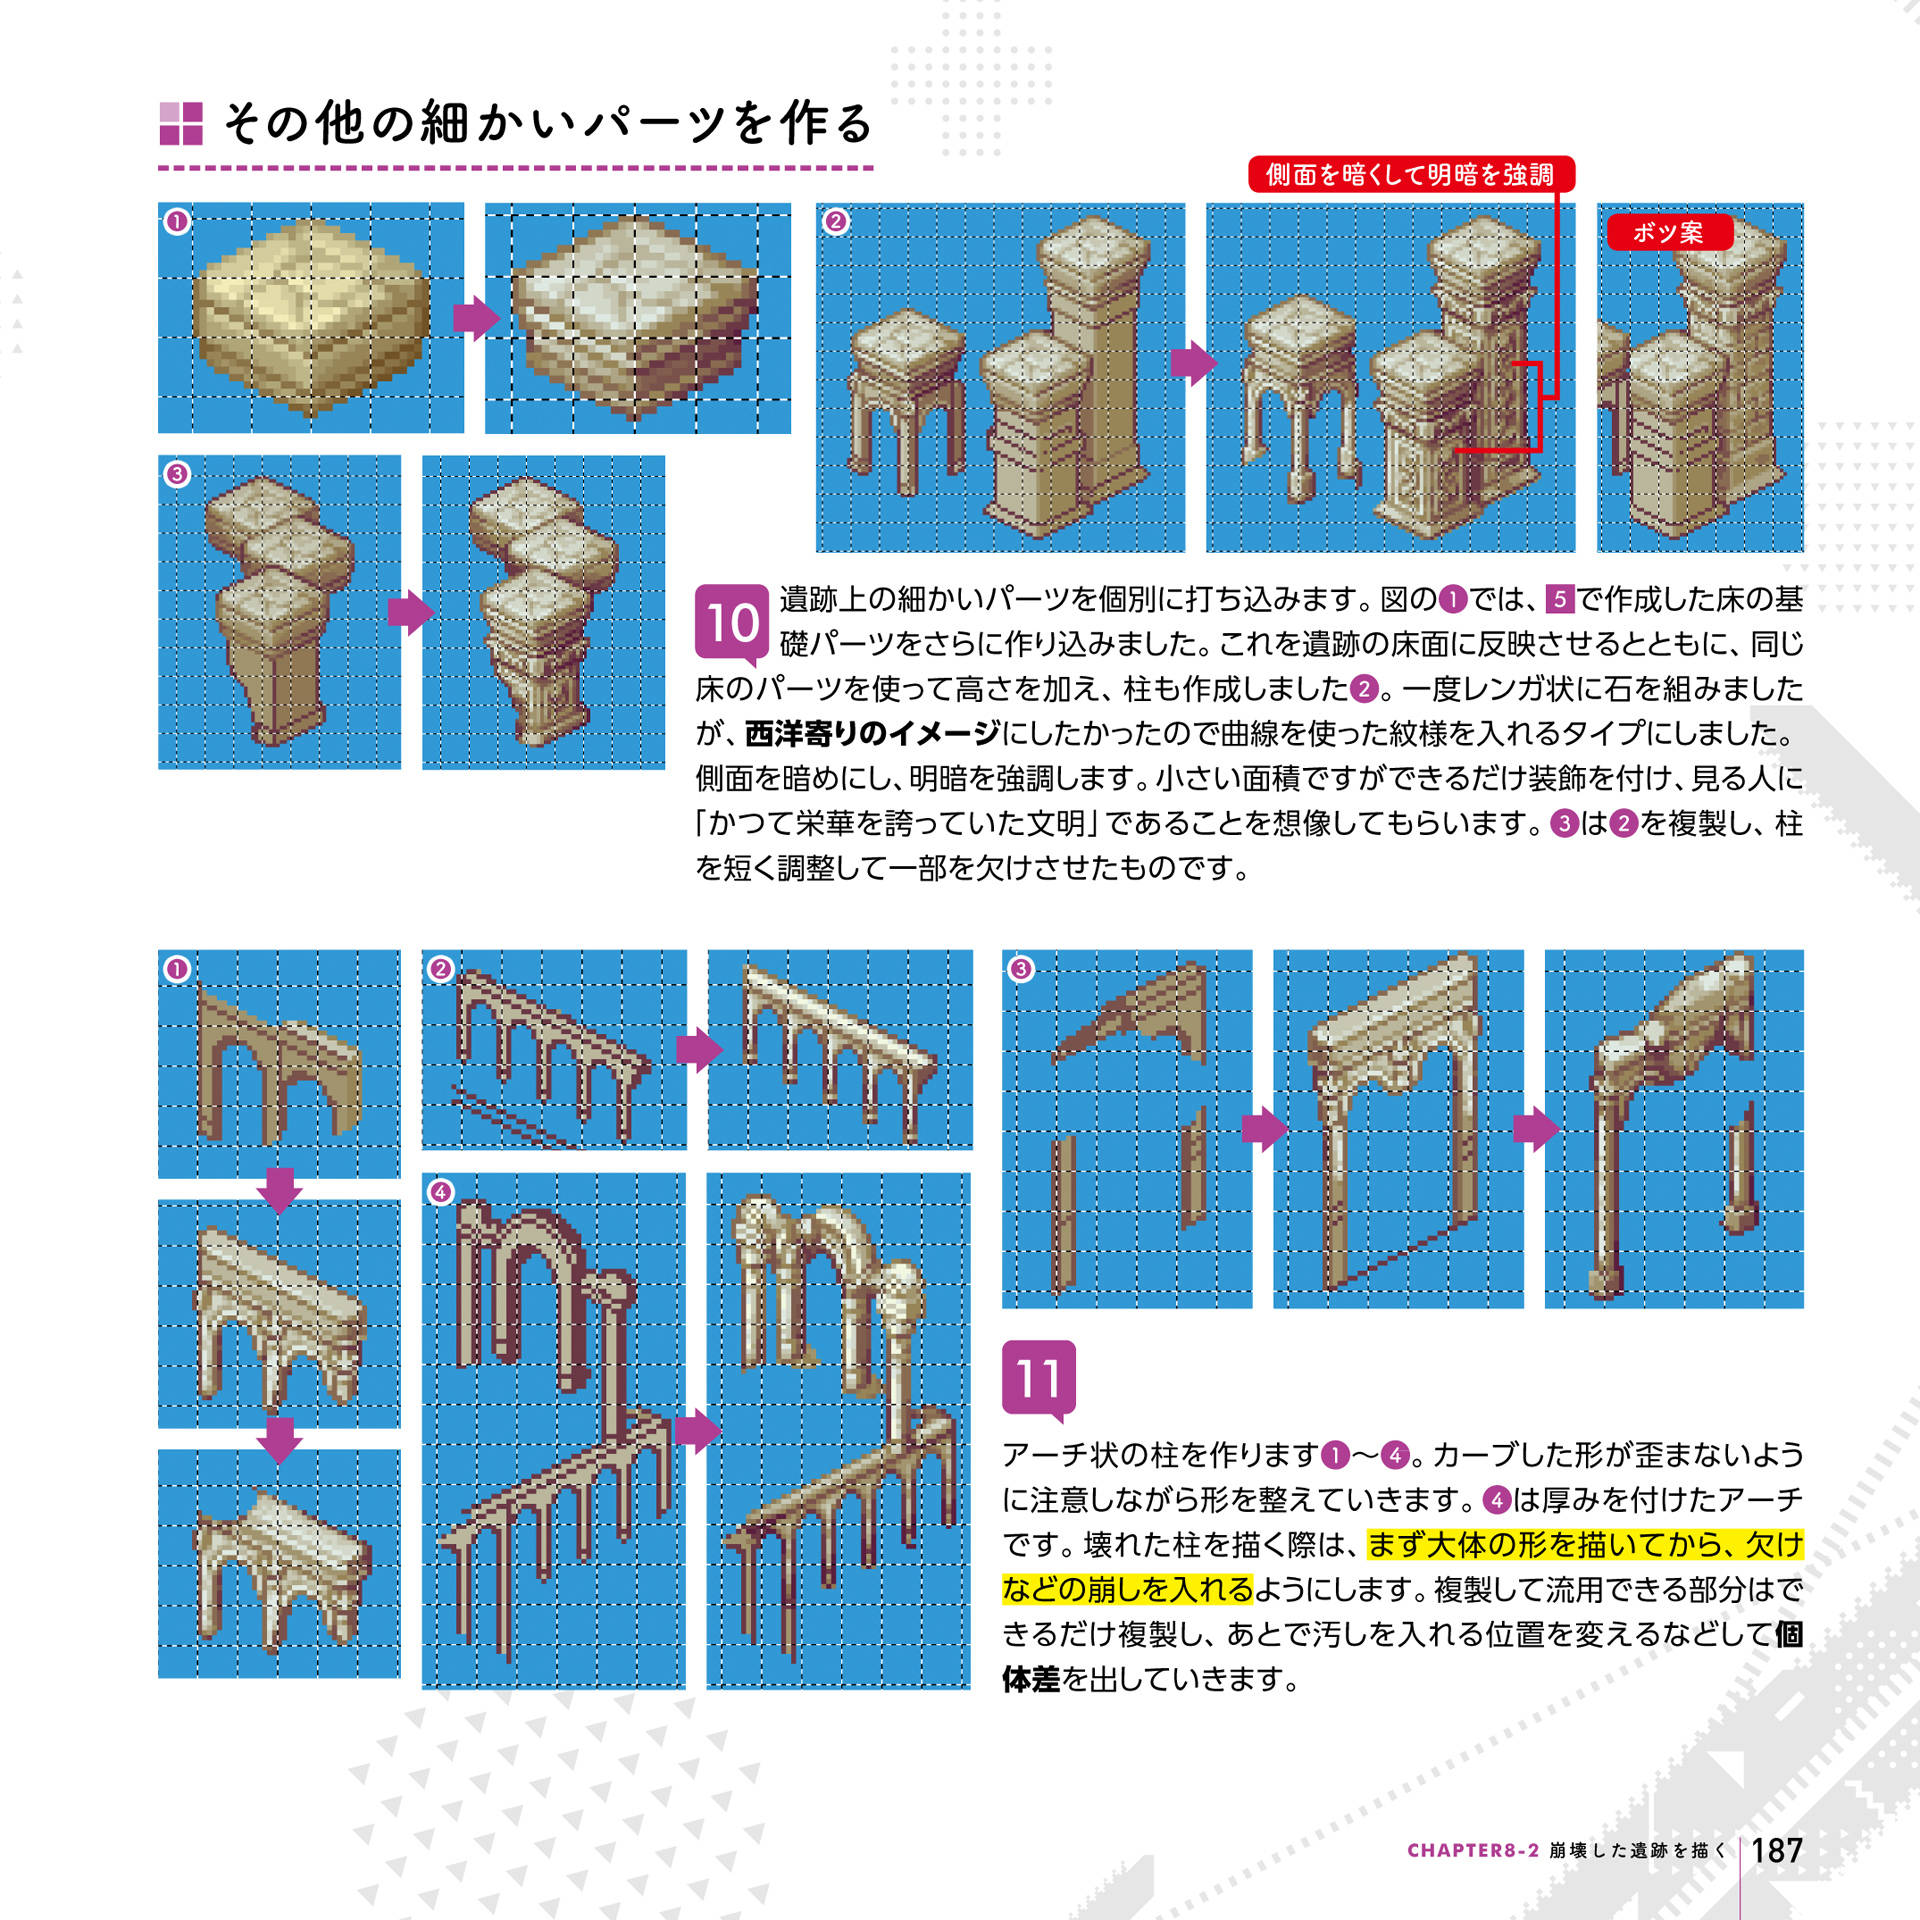 その他の細かいパーツを作る
1
2
側面を暗くして明暗を強調
ボツ案
3
10
遺跡上の細かいパーツを個別に打ち込みます。図の1では、5で作成した床の基
礎パーツをさらに作り込みました。これを遺跡の床面に反映させるとともに、同じ
床のパーツを使って高さを加え、柱も作成しました2。一度レンガ状に石を組みました
が、西洋寄りのイメージにしたかったので曲線を使った紋様を入れるタイプにしました。
側面を暗めにし、明暗を強調します。小さい面積ですができるだけ装飾を付け、見る人に
「かつて栄華を誇っていた文明」であることを想像してもらいます。3は2を複製し、柱
を短く調整して一部を欠けさせたものです。
1
2
3
4
11
アーチ状の柱を作ります1〜4。カーブした形が歪まないよう
に注意しながら形を整えていきます。4は厚みを付けたアーチ
です。壊れた柱を描く際は、まず大体の形を描いてから、欠け
などの崩しを入れるようにします。複製して流用できる部分はで
きるだけ複製し、あとで汚しを入れる位置を変えるなどして個
体差を出していきます。
CHAPTER8-2 崩壊した遺跡を描く 187